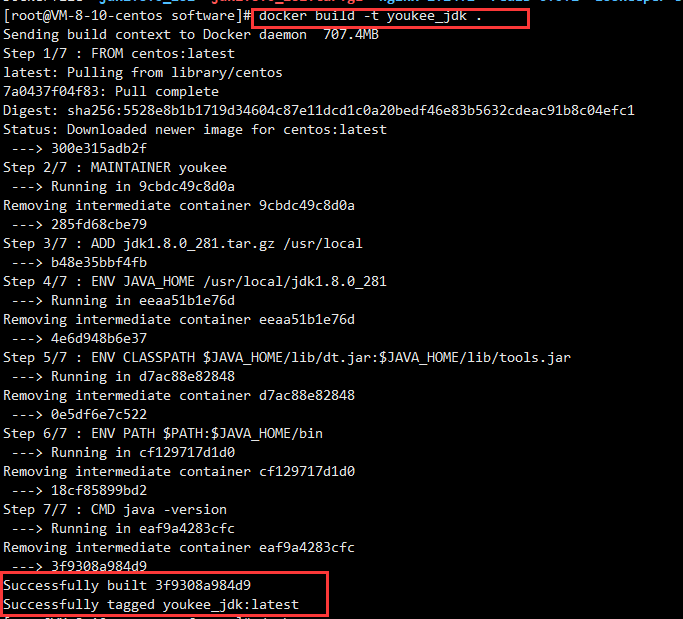 [root@VM-8-10-centos software]# docker build -t youkee_jdk .
Sending build context to Docker daemon  707.4MB
Step 1/7 : FROM centos:latest
latest: Pulling from library/centos
7a0437f04f83: Pull complete
Digest: sha256:5528e8b1b1719d34604c87e11dcd1c0a20bedf46e83b5632cdeac91b8c04efc1
Status: Downloaded newer image for centos:latest
 ---> 300e315adb2f
Step 2/7 : MAINTAINER youkee
 ---> Running in 9cbdc49c8d0a
Removing intermediate container 9cbdc49c8d0a
 ---> 285fd68cbe79
Step 3/7 : ADD jdk1.8.0_281.tar.gz /usr/local
 ---> b48e35bbf4fb
Step 4/7 : ENV JAVA_HOME /usr/local/jdk1.8.0_281
 ---> Running in eeaa51b1e76d
Removing intermediate container eeaa51b1e76d
 ---> 4e6d948b6e37
Step 5/7 : ENV CLASSPATH $JAVA_HOME/lib/dt.jar:$JAVA_HOME/lib/tools.jar
 ---> Running in d7ac88e82848
Removing intermediate container d7ac88e82848
 ---> 0e5df6e7c522
Step 6/7 : ENV PATH $PATH:$JAVA_HOME/bin
 ---> Running in cf129717d1d0
Removing intermediate container cf129717d1d0
 ---> 18cf85899bd2
Step 7/7 : CMD java -version
 ---> Running in eaf9a4283cfc
Removing intermediate container eaf9a4283cfc
 ---> 3f9308a984d9
Successfully built 3f9308a984d9
Successfully tagged youkee_jdk:latest